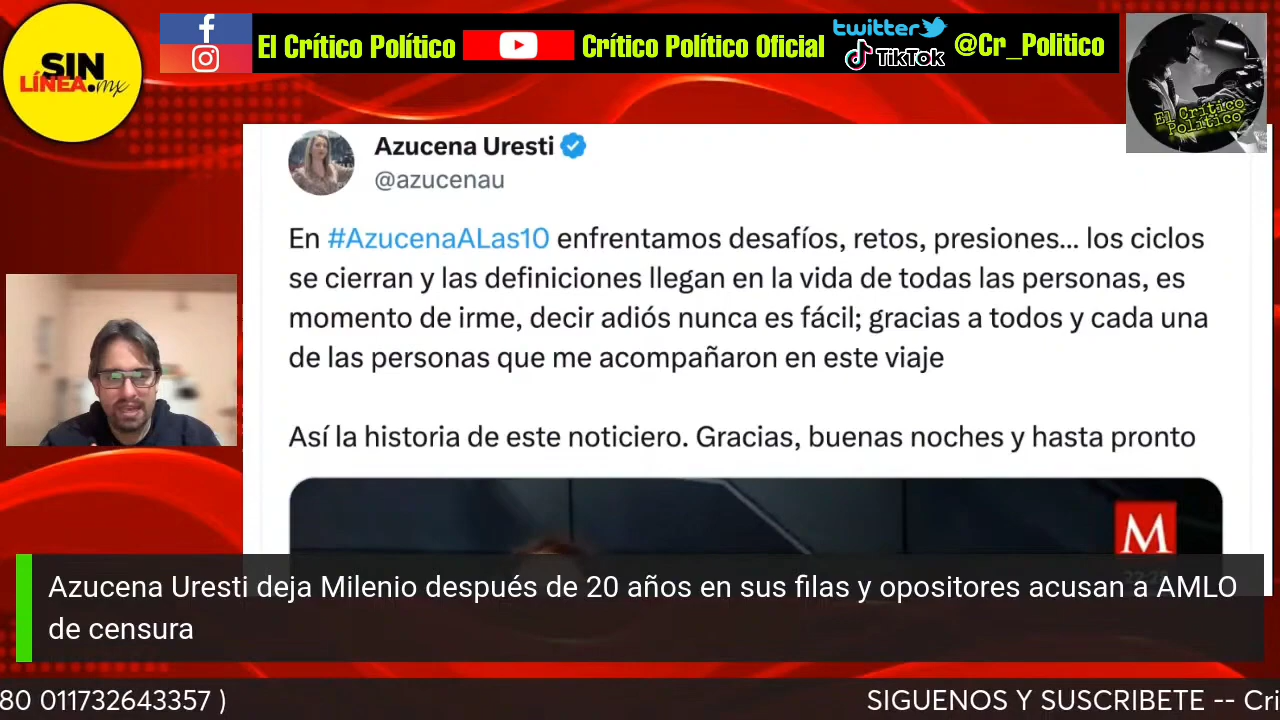 SIN
LÍNEA.mx
El Crítico Político
Crítico Político Oficial
twitter
TikTok
@Cr_Politico
El Crítico
Político
Azucena Uresti
@azucenau
En #AzucenaALas10 enfrentamos desafíos, retos, presiones... los ciclos
se cierran y las definiciones llegan en la vida de todas las personas, es
momento de irme, decir adiós nunca es fácil; gracias a todos y cada una
de las personas que me acompañaron en este viaje
Así la historia de este noticiero. Gracias, buenas noches y hasta pronto
M
Azucena Uresti deja Milenio después de 20 años en sus filas y opositores acusan a AMLO
de censura
80 011732643357 ) SIGUENOS Y SUSCRIBETE -- Cri